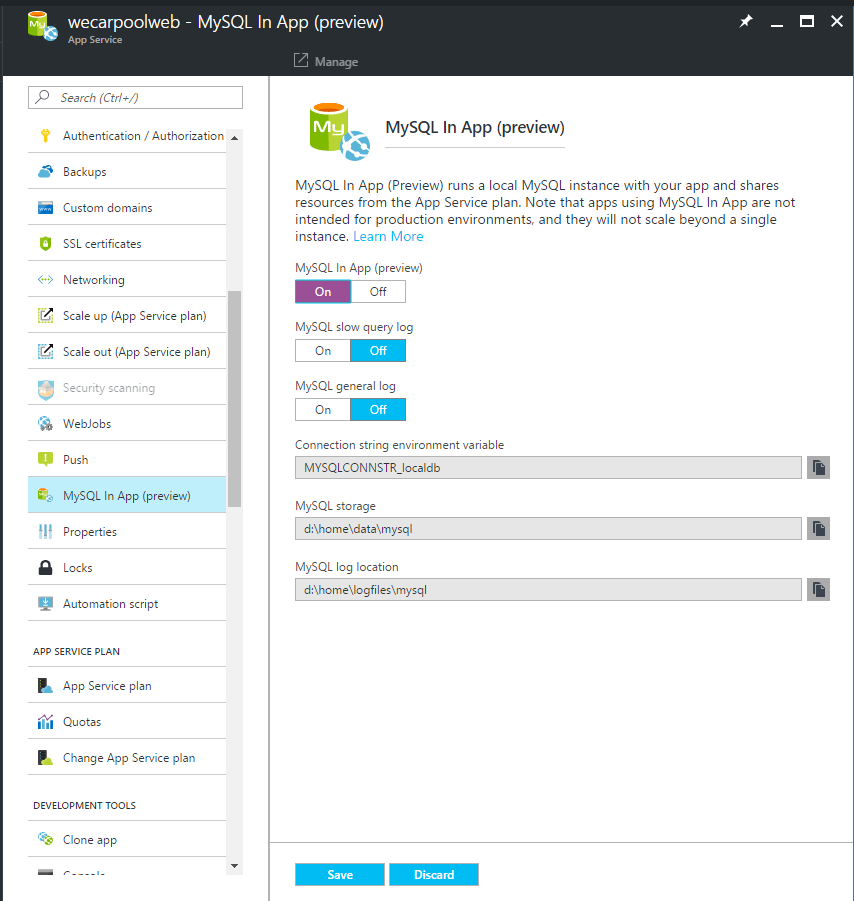 wecarpoolweb - MySQL In App (preview)
App Service
Manage
Search (Ctrl+/)
Authentication / Authorization
Backups
Custom domains
SSL certificates
Networking
Scale up (App Service plan)
Scale out (App Service plan)
Security scanning
WebJobs
Push
MySQL In App (preview)
Properties
Locks
Automation script
APP SERVICE PLAN
App Service plan
Quotas
Change App Service plan
DEVELOPMENT TOOLS
Clone app
Console
My
MySQL In App (preview)
MySQL In App (Preview) runs a local MySQL instance with your app and shares
resources from the App Service plan. Note that apps using MySQL In App are not
intended for production environments, and they will not scale beyond a single
instance. Learn More
MySQL In App (preview)
On Off
MySQL slow query log
On Off
MySQL general log
On Off
Connection string environment variable
MYSQLCONNSTR_localdb
MySQL storage
d:\home\data\mysql
MySQL log location
d:\home\logfiles\mysql
Save Discard